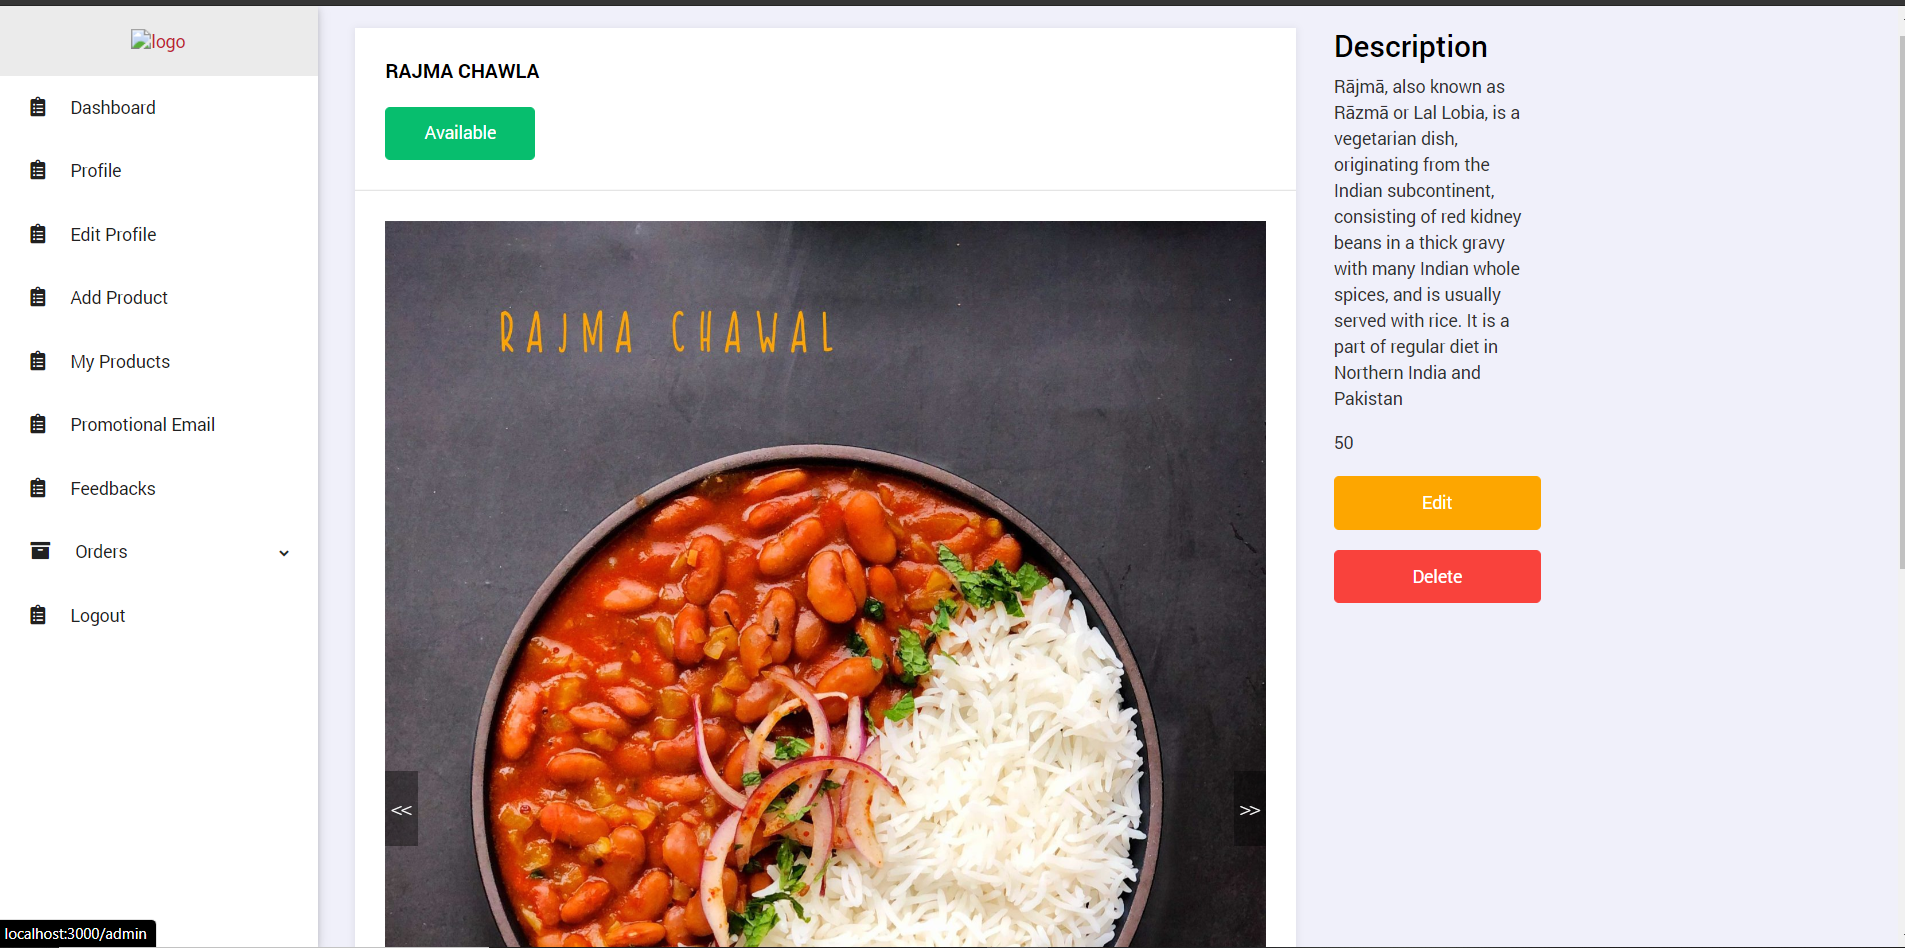 logo
Dashboard
Profile
Edit Profile
Add Product
My Products
Promotional Email
Feedbacks
Orders
Logout
localhost:3000/admin
RAJMA CHAWLA
Available
RAJMA CHAWAL
<<
>>
Description
Rājmā, also known as
Rāzmā or Lal Lobia, is a
vegetarian dish,
originating from the
Indian subcontinent,
consisting of red kidney
beans in a thick gravy
with many Indian whole
spices, and is usually
served with rice. It is a
part of regular diet in
Northern India and
Pakistan
50
Edit
Delete